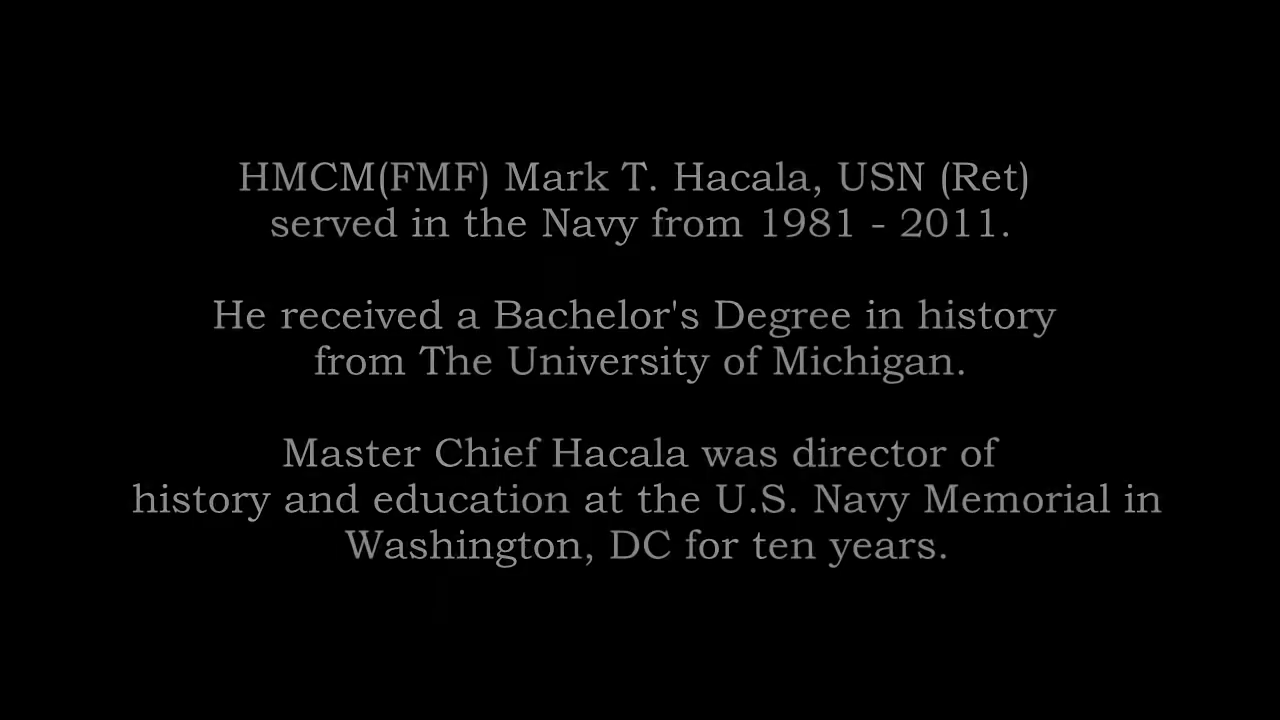 HMCM(FMF) Mark T. Hacala, USN (Ret)
served in the Navy from 1981 - 2011.
He received a Bachelor's Degree in history
from The University of Michigan.
Master Chief Hacala was director of
history and education at the U.S. Navy Memorial in
Washington, DC for ten years.